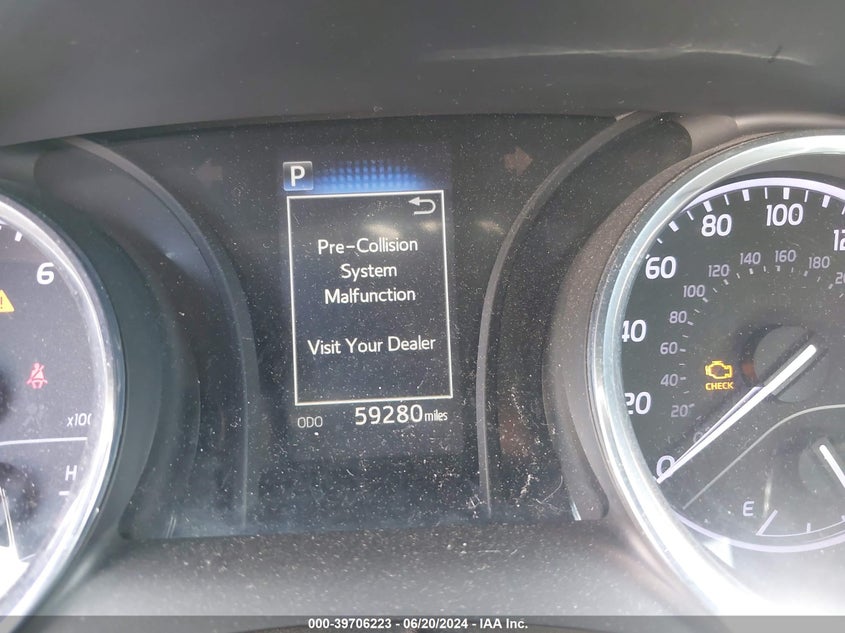 P
Pre-Collision
System
Malfunction
Visit Your Dealer
ODO 59280 miles
6
H
0
20
40
60
80
100
20
40
60
80
100
120
140
160
180
CHECK
E
000-39706223 - 06/20/2024 - IAA Inc.